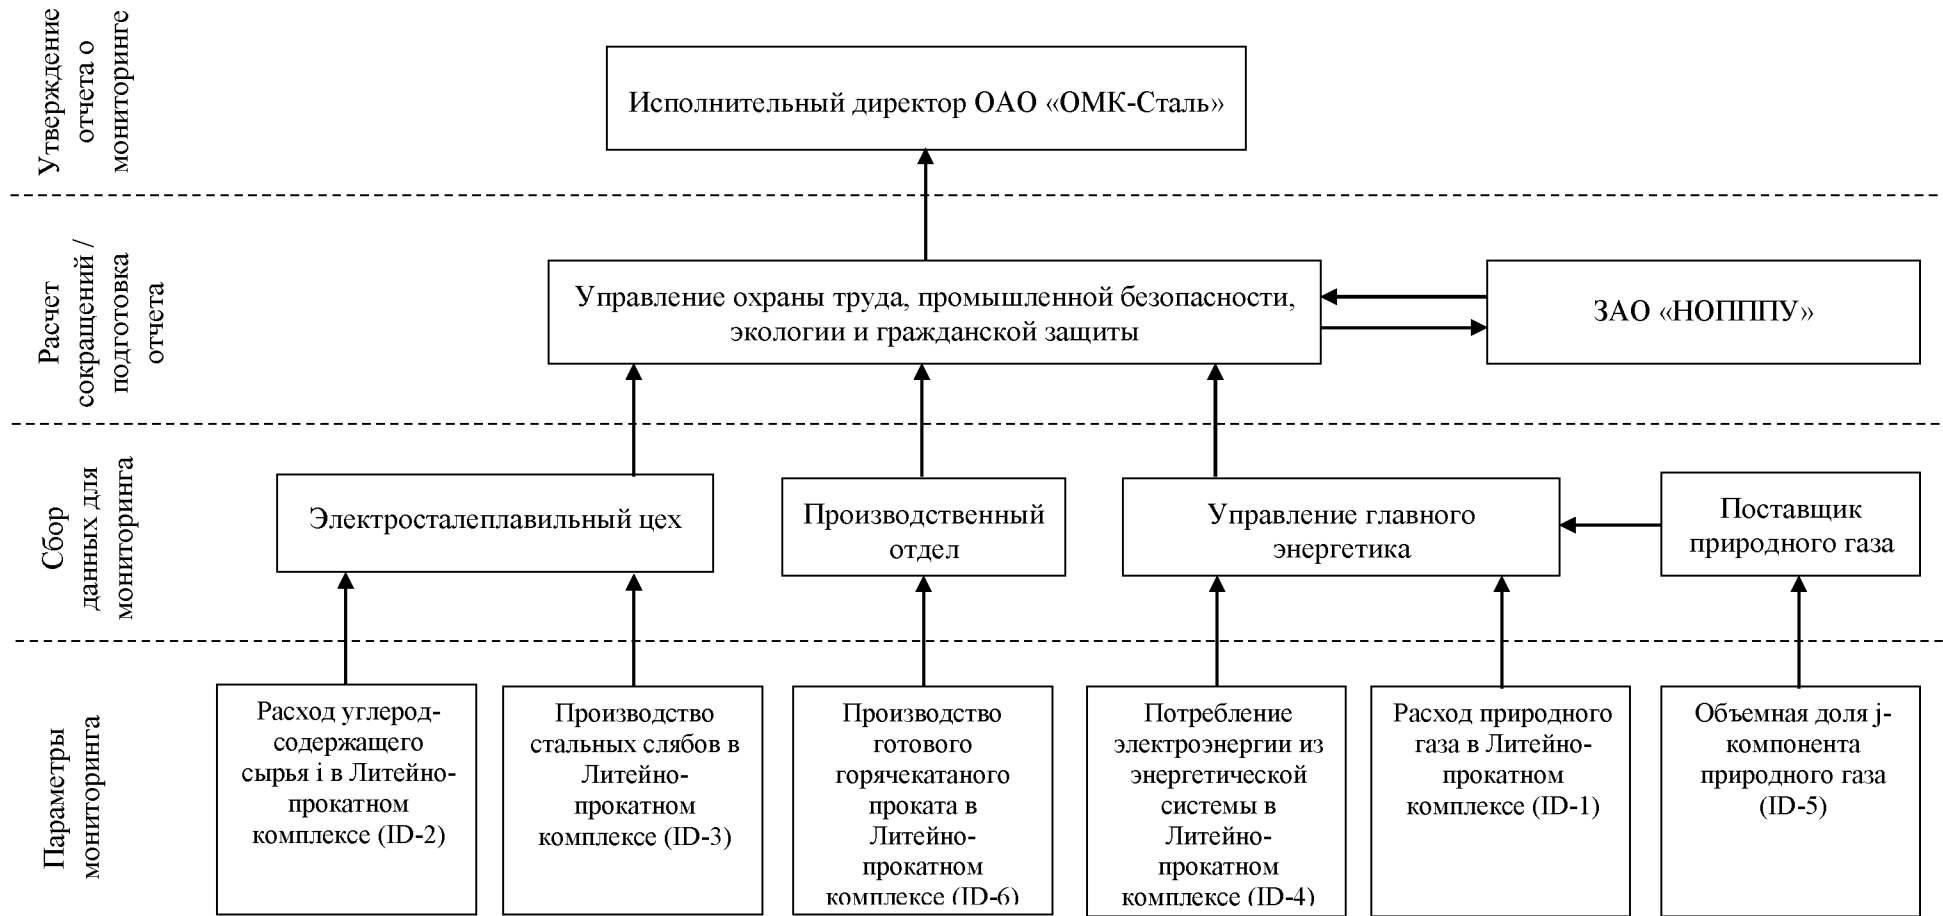 Утверждение
отчета о
мониторинге
Исполнительный директор ОАО «ОМК-Сталь»
Расчет
сокращений /
подготовка
отчета
Управление охраны труда, промышленной безопасности,
экологии и гражданской защиты
ЗАО «НОПППУ»
Сбор
данных для
мониторинга
Электросталеплавильный цех
Производственный
отдел
Управление главного
энергетика
Поставщик
природного газа
Параметры
мониторинга
Расход углерод-
содержащего
сырья i в Литейно-
прокатном
комплексе (ID-2)
Производство
стальных слябов в
Литейно-
прокатном
комплексе (ID-3)
Производство
готового
горячекатаного
проката в
Литейно-
прокатном
комплексе (ID-6)
Потребление
электроэнергии из
энергетической
системы в
Литейно-
прокатном
комплексе (ID-4)
Расход природного
газа в Литейно-
прокатном
комплексе (ID-1)
Объемная доля j-
компонента
природного газа
(ID-5)